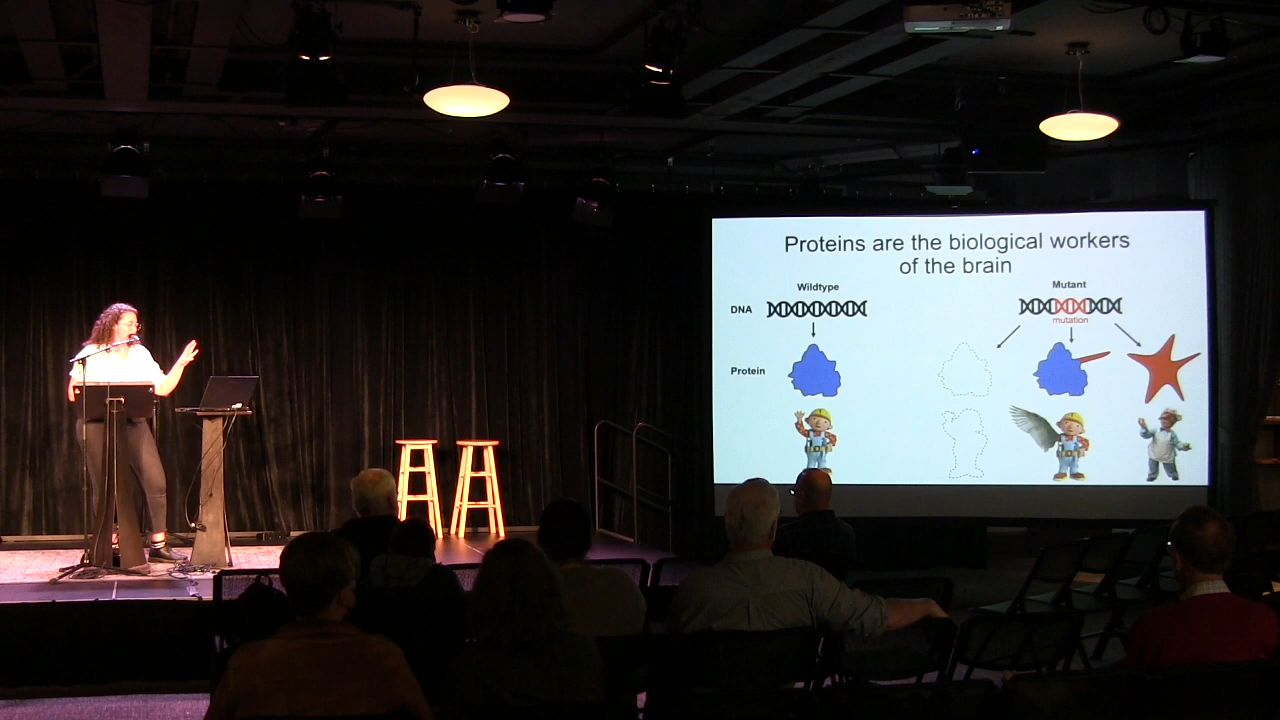 Proteins are the biological workers
of the brain
Wildtype
Mutant
DNA
mutation
Protein